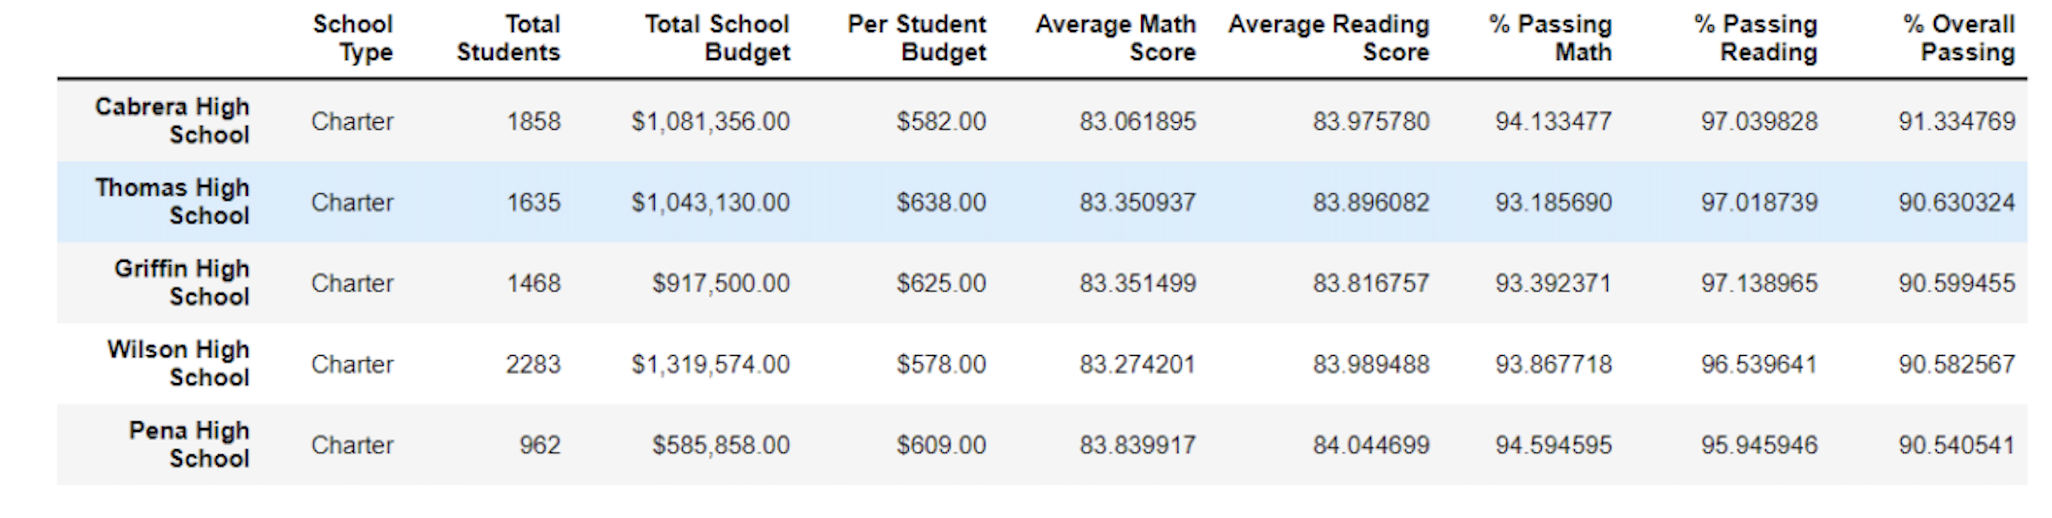 School Total Total School Per Student Average Math Average Reading % Passing % Passing % Overall
Type Students Budget Budget Score Score Math Reading Passing
Cabrera High
School Charter 1858 $1,081,356.00 $582.00 83.061895 83.975780 94.133477 97.039828 91.334769
Thomas High
School Charter 1635 $1,043,130.00 $638.00 83.350937 83.896082 93.185690 97.018739 90.630324
Griffin High
School Charter 1468 $917,500.00 $625.00 83.351499 83.816757 93.392371 97.138965 90.599455
Wilson High
School Charter 2283 $1,319,574.00 $578.00 83.274201 83.989488 93.867718 96.539641 90.582567
Pena High
School Charter 962 $585,858.00 $609.00 83.839917 84.044699 94.594595 95.945946 90.540541